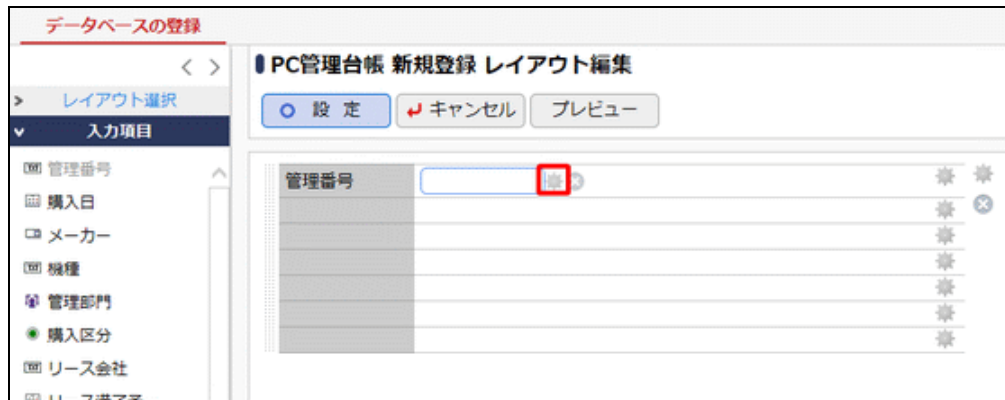 データベースの登録
PC管理台帳 新規登録 レイアウト編集
レイアウト選択
設 定 キャンセル プレビュー
入力項目
管理番号
購入日
メーカー
機種
管理部門
購入区分
リース会社
管理番号